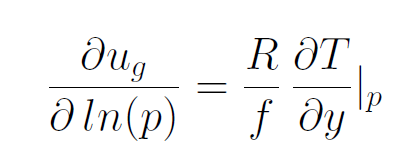 ∂u_g / ∂ ln(p) = R/f ∂T/∂y |_p